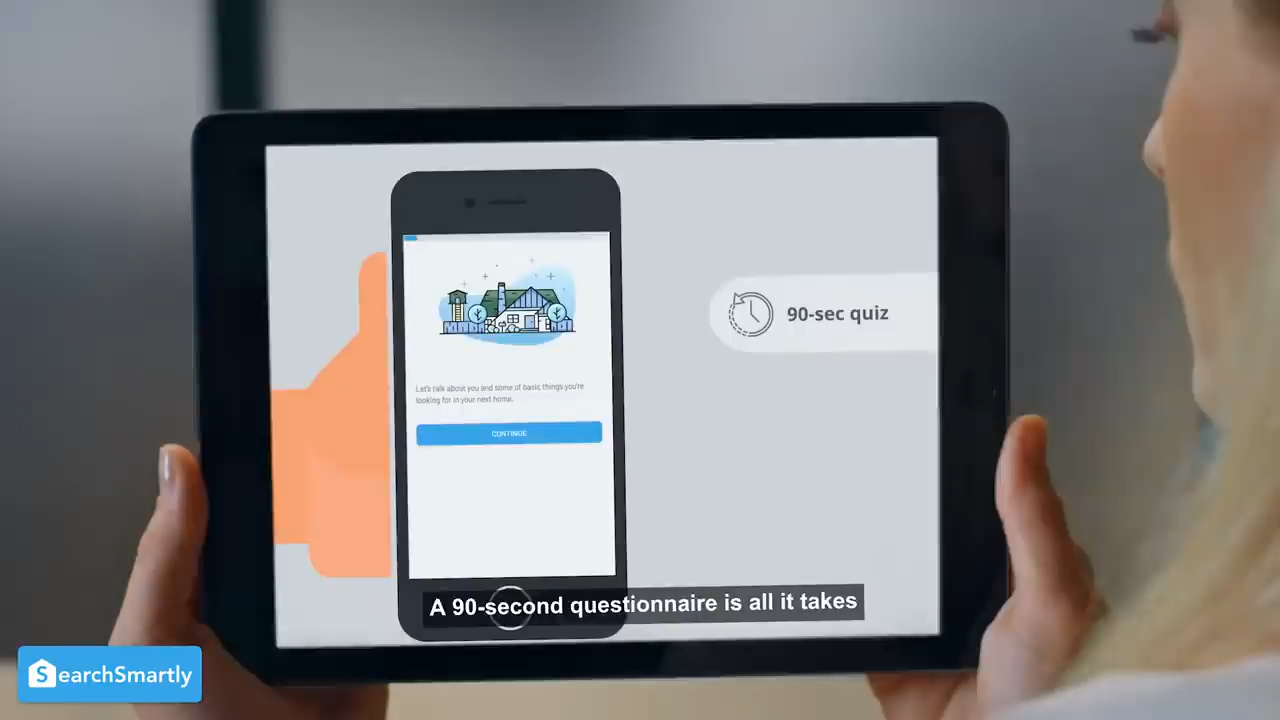 90-sec quiz
Let's talk about you and some of basic things you're
looking for in your next home.
CONTINUE
A 90-second questionnaire is all it takes
SearchSmartly